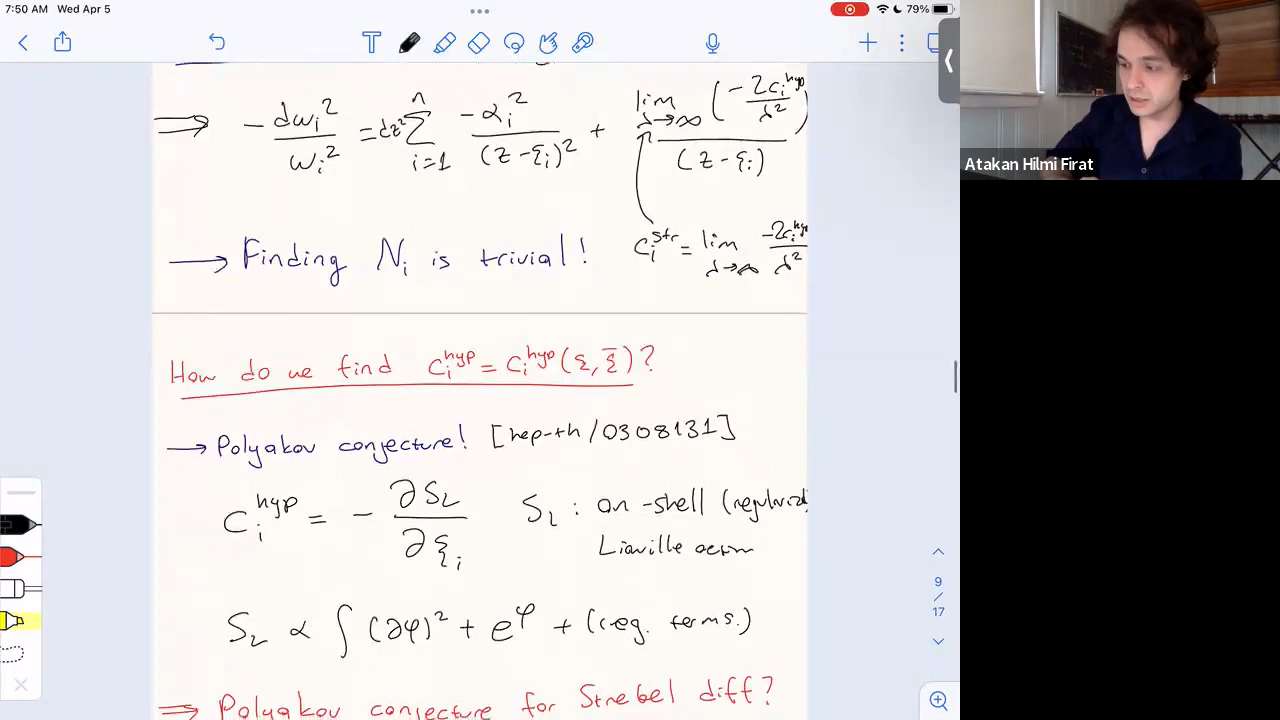 7:50 AM Wed Apr 5
79%
⟹ - dω_i²/ω_i² = dz² Σ_{i=1}^{n} -α_i²/(z-ξ_i)² + lim_{λ→∞} (-2c_i^{hyp}/λ²)/(z-ξ_i)
→ Finding N_i is trivial!
c_i^{str} = lim_{λ→∞} -2c_i^{hyp}/λ²
How do we find c_i^{hyp} = c_i^{hyp}(ξ, ξ̄)?
→ Polyakov conjecture! [hep-th/0308131]
c_i^{hyp} = - ∂S_L/∂ξ_i
S_L : on-shell (regularized
Liouville action
S_L ∝ ∫ (∂φ)² + e^φ + (reg. terms.)
⟹ Polyakov conjecture for Strebel diff?
9
/
17
Atakan Hilmi Firat